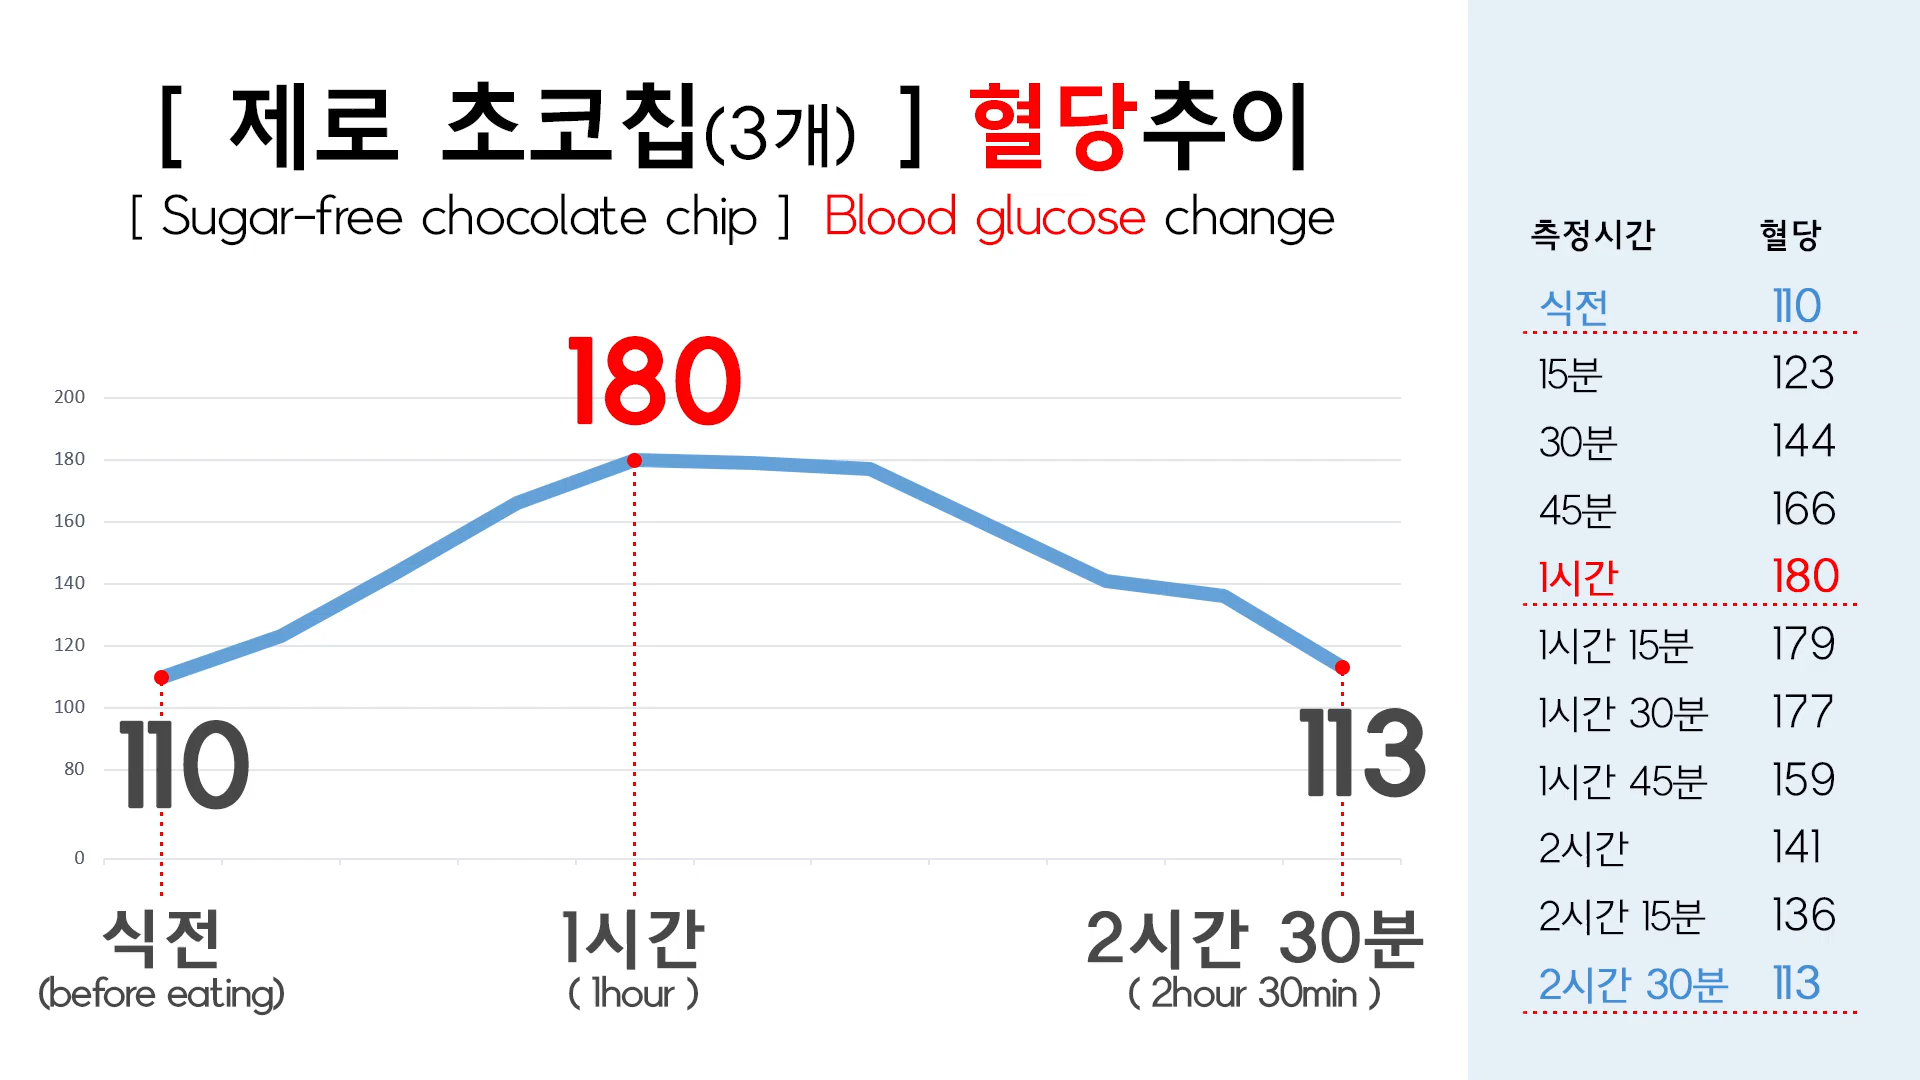 [ 제로 초코칩(3개) ] 혈당추이
[ Sugar-free chocolate chip ] Blood glucose change
180
200
180
160
140
120
100
80
0
110
113
식전
(before eating)
1시간
( 1hour )
2시간 30분
( 2hour 30min )
측정시간 혈당
식전 110
15분 123
30분 144
45분 166
1시간 180
1시간 15분 179
1시간 30분 177
1시간 45분 159
2시간 141
2시간 15분 136
2시간 30분 113